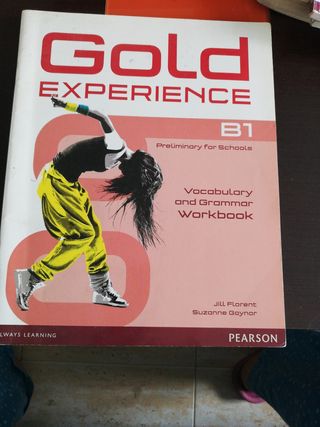 Gold
EXPERIENCE
B1
Preliminary for Schools
Vocabulary
and Grammar
Workbook
Jill Florent
Suzanne Gaynor
ALWAYS LEARNING
PEARSON